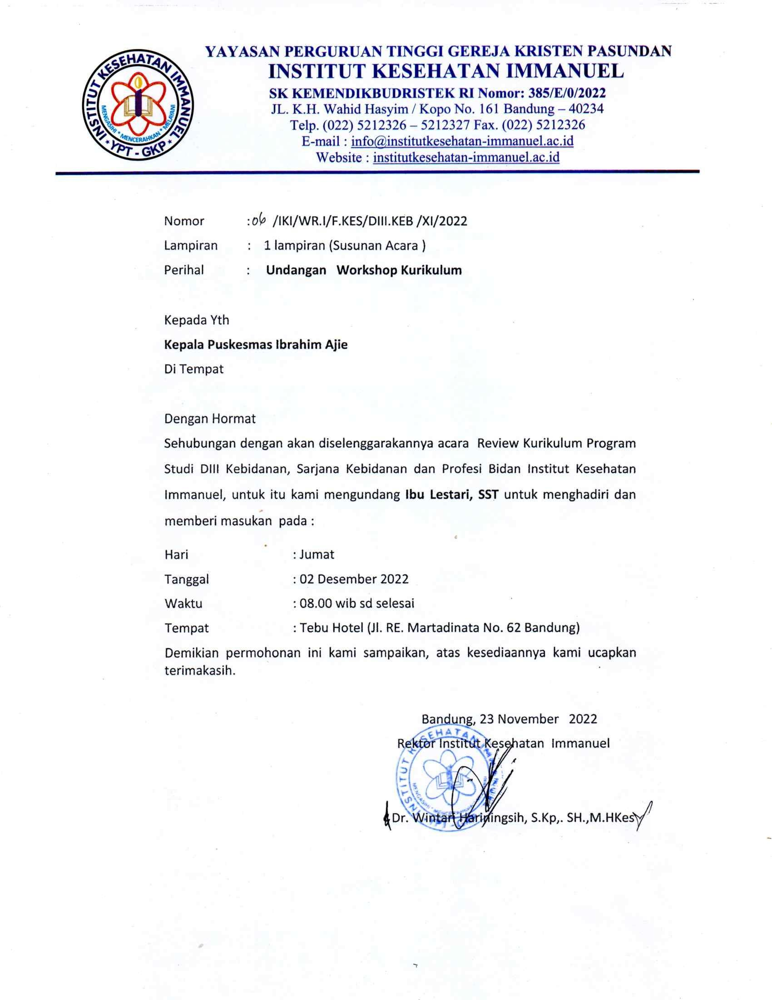 YAYASAN PERGURUAN TINGGI GEREJA KRISTEN PASUNDAN
INSTITUT KESEHATAN IMMANUEL
SK KEMENDIKBUDRISTEK RI Nomor: 385/E/0/2022
JL. K.H. Wahid Hasyim / Kopo No. 161 Bandung – 40234
Telp. (022) 5212326 – 5212327 Fax. (022) 5212326
E-mail : info@institutkesehatan-immanuel.ac.id
Website : institutkesehatan-immanuel.ac.id
INSTITUT KESEHATAN IMMANUEL
MENGASIHI * MENCERAHKAN * MELAYANI
* YPT - GKP *
Nomor :06 /IKI/WR.I/F.KES/DIII.KEB /XI/2022
Lampiran : 1 lampiran (Susunan Acara )
Perihal : Undangan Workshop Kurikulum
Kepada Yth
Kepala Puskesmas Ibrahim Ajie
Di Tempat
Dengan Hormat
Sehubungan dengan akan diselenggarakannya acara Review Kurikulum Program
Studi DIII Kebidanan, Sarjana Kebidanan dan Profesi Bidan Institut Kesehatan
Immanuel, untuk itu kami mengundang Ibu Lestari, SST untuk menghadiri dan
memberi masukan pada :
Hari : Jumat
Tanggal : 02 Desember 2022
Waktu : 08.00 wib sd selesai
Tempat : Tebu Hotel (Jl. RE. Martadinata No. 62 Bandung)
Demikian permohonan ini kami sampaikan, atas kesediaannya kami ucapkan
terimakasih.
Bandung, 23 November 2022
Rektor Institut Kesehatan Immanuel
INSTITUT KESEHATAN
MENGASIHI
Dr. Wintari Hariningsih, S.Kp,. SH.,M.HKes